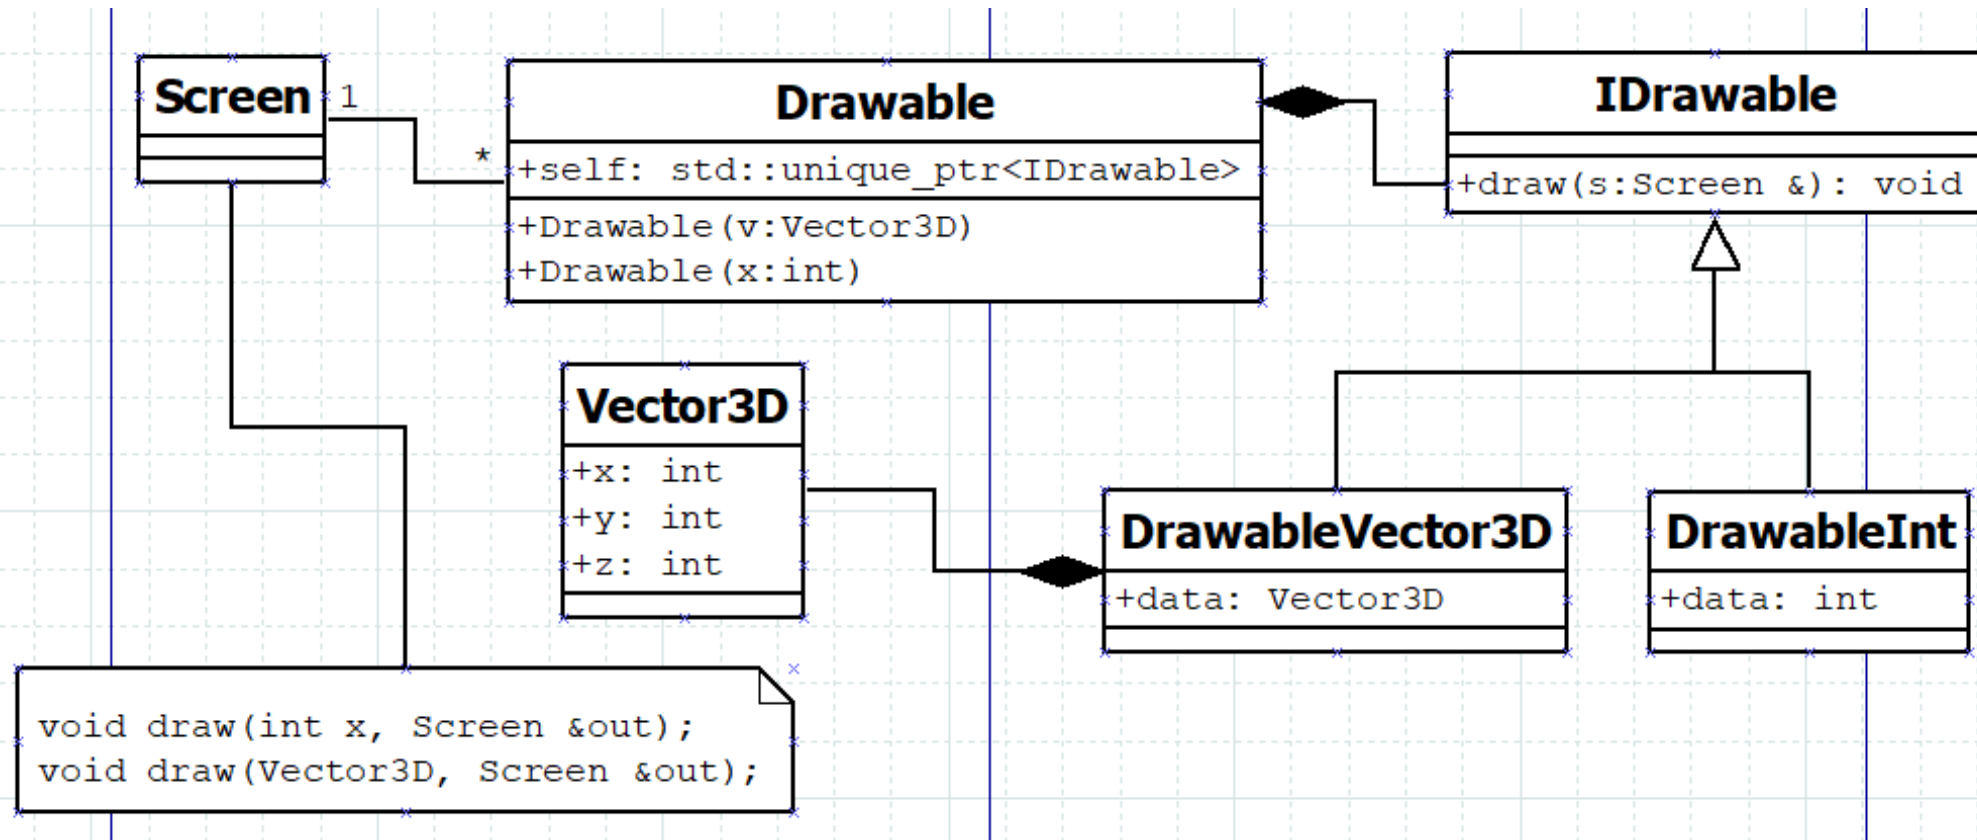 Screen
1
*
Drawable
+self: std::unique_ptr<IDrawable>
+Drawable(v:Vector3D)
+Drawable(x:int)
IDrawable
+draw(s:Screen &): void
Vector3D
+x: int
+y: int
+z: int
DrawableVector3D
+data: Vector3D
DrawableInt
+data: int
void draw(int x, Screen &out);
void draw(Vector3D, Screen &out);